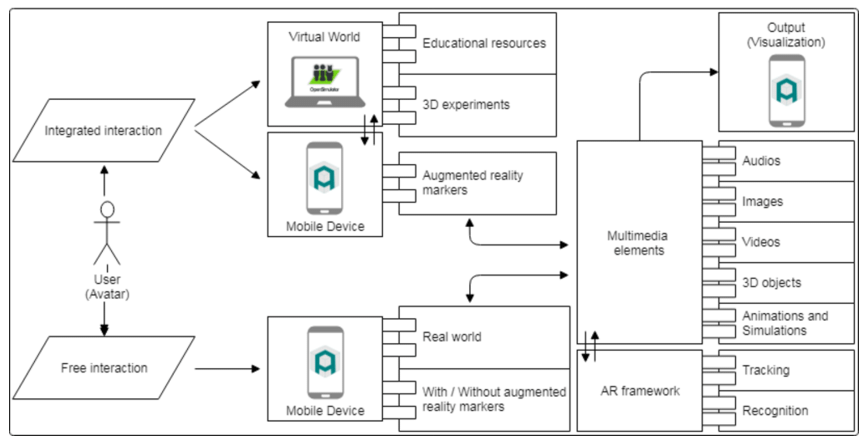 Virtual World
OpenSimulator
Educational resources
3D experiments
Integrated interaction
Mobile Device
Augmented reality
markers
User
(Avatar)
Free interaction
Mobile Device
Real world
With / Without augmented
reality markers
Output
(Visualization)
Multimedia
elements
Audios
Images
Videos
3D objects
Animations and
Simulations
AR framework
Tracking
Recognition